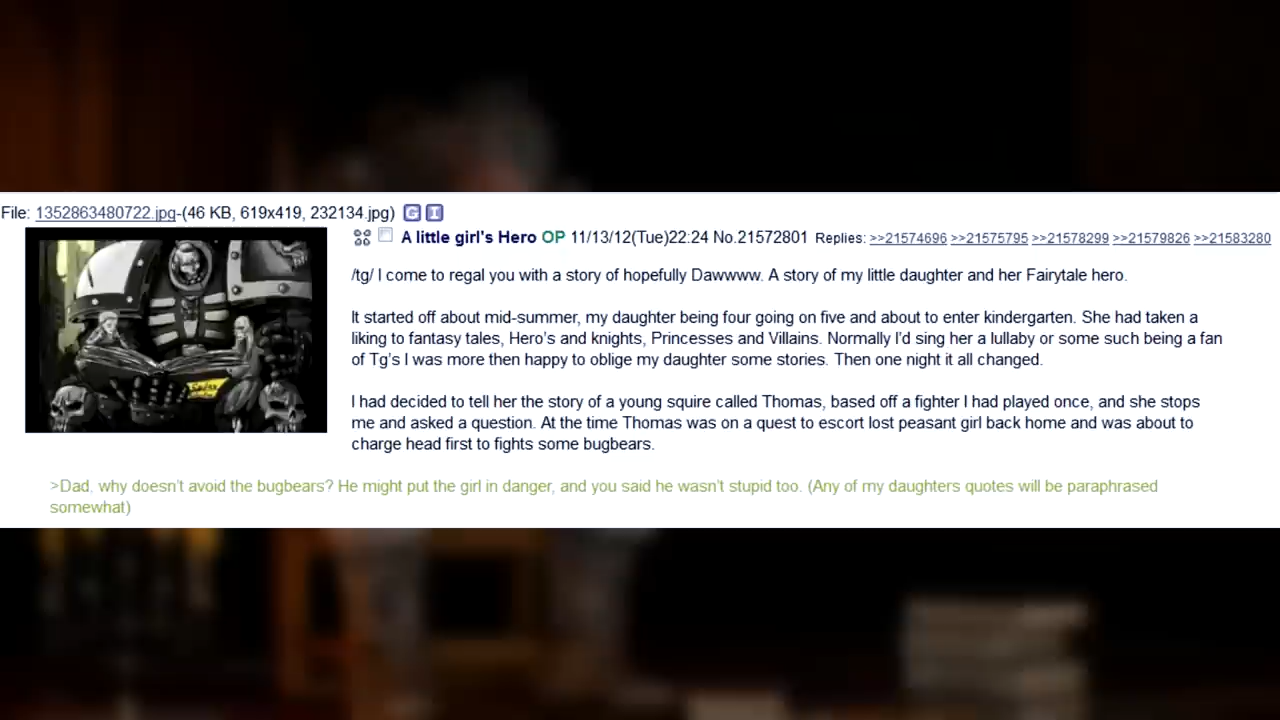 File: 1352863480722.jpg-(46 KB, 619x419, 232134.jpg) G I
A little girl's Hero OP 11/13/12(Tue)22:24 No.21572801 Replies: >>21574696 >>21575795 >>21578299 >>21579826 >>21583280
/tg/ I come to regal you with a story of hopefully Dawwww. A story of my little daughter and her Fairytale hero.
It started off about mid-summer, my daughter being four going on five and about to enter kindergarten. She had taken a
liking to fantasy tales, Hero's and knights, Princesses and Villains. Normally I'd sing her a lullaby or some such being a fan
of Tg's I was more then happy to oblige my daughter some stories. Then one night it all changed.
I had decided to tell her the story of a young squire called Thomas, based off a fighter I had played once, and she stops
me and asked a question. At the time Thomas was on a quest to escort lost peasant girl back home and was about to
charge head first to fights some bugbears.
>Dad, why doesn't avoid the bugbears? He might put the girl in danger, and you said he wasn't stupid too. (Any of my daughters quotes will be paraphrased
somewhat)